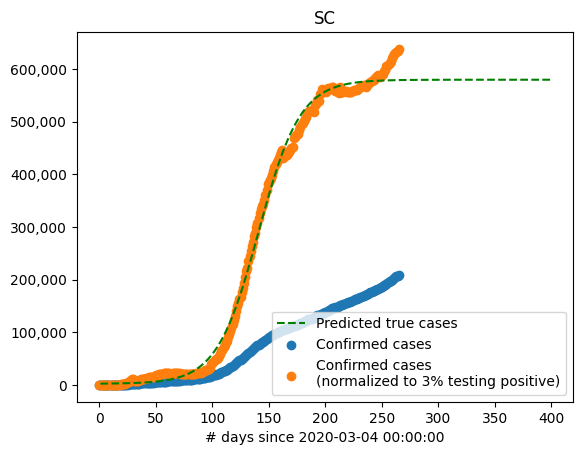 SC
600,000
500,000
400,000
300,000
200,000
100,000
0
Predicted true cases
Confirmed cases
Confirmed cases
(normalized to 3% testing positive)
0 50 100 150 200 250 300 350 400
# days since 2020-03-04 00:00:00